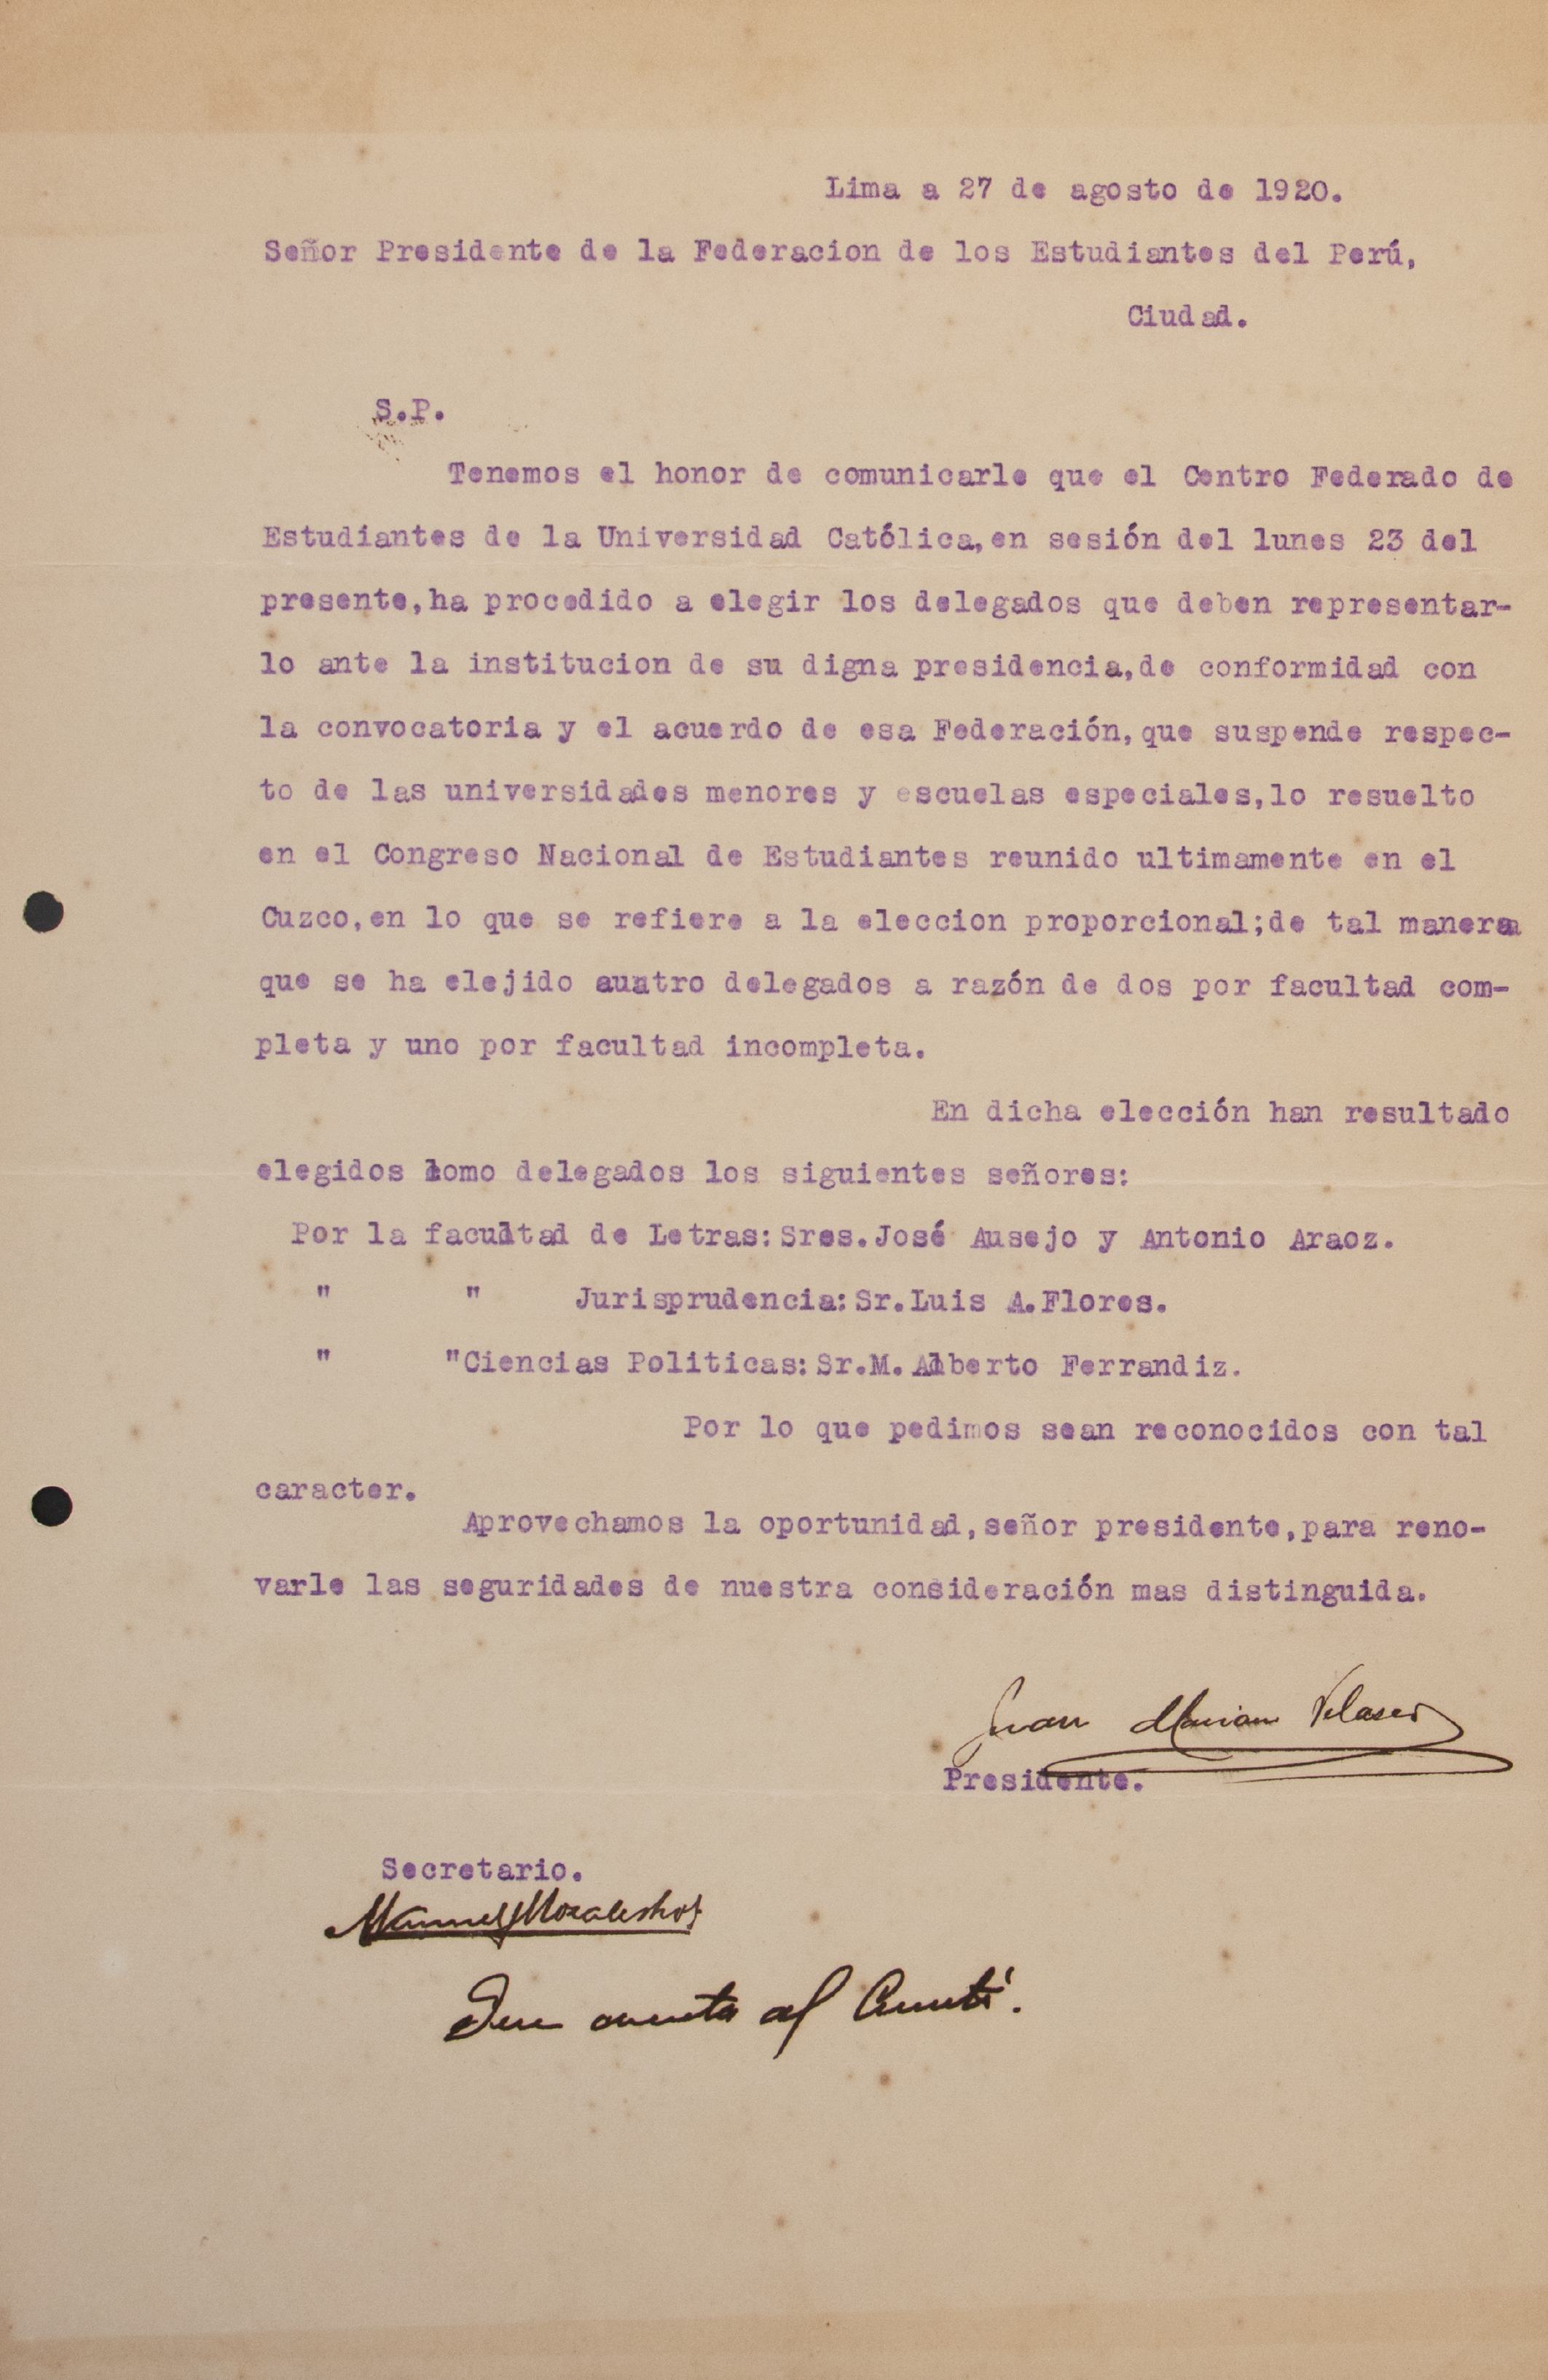 Lima a 27 de agosto de 1920.
Señor Presidente de la Federacion de los Estudiantes del Perú,
Ciudad.
S.P.
Tenemos el honor de comunicarle que el Centro Federado de
Estudiantes de la Universidad Católica,en sesión del lunes 23 del
presente,ha procedido a elegir los delegados que deben representar-
lo ante la institucion de su digna presidencia,de conformidad con
la convocatoria y el acuerdo de esa Federación,que suspende respec-
to de las universidades menores y escuelas especiales,lo resuelto
en el Congreso Nacional de Estudiantes reunido ultimamente en el
Cuzco,en lo que se refiere a la eleccion proporcional;de tal manera
que se ha elejido cuatro delegados a razón de dos por facultad com-
pleta y uno por facultad incompleta.
En dicha elección han resultado
elegidos como delegados los siguientes señores:
Por la facultad de Letras:Sres.José Ausejo y Antonio Araoz.
" " Jurisprudencia:Sr.Luis A.Flores.
" "Ciencias Politicas:Sr.M.Alberto Ferrandiz.
Por lo que pedimos sean reconocidos con tal
caracter.
Aprovechamos la oportunidad,señor presidente,para reno-
varle las seguridades de nuestra consideración mas distinguida.
Juan Velasco
Presidente.
Secretario.
Manuel
cuenta al Comité.